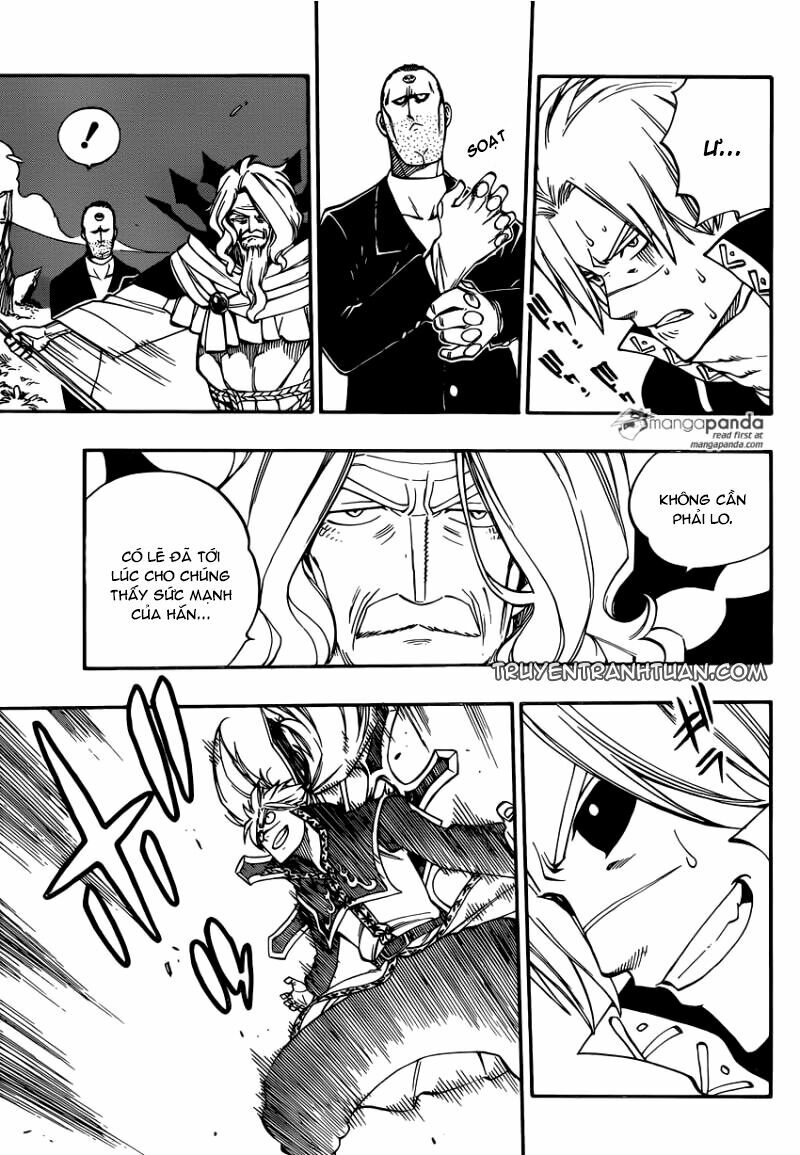 Ư...
SOẠT
!
mangapanda
read first at
mangapanda.com
KHÔNG CẦN
PHẢI LO.
CÓ LẼ ĐÃ TỚI
LÚC CHO CHÚNG
THẤY SỨC MẠNH
CỦA HẮN...
TRUYENTRANHTUAN.COM